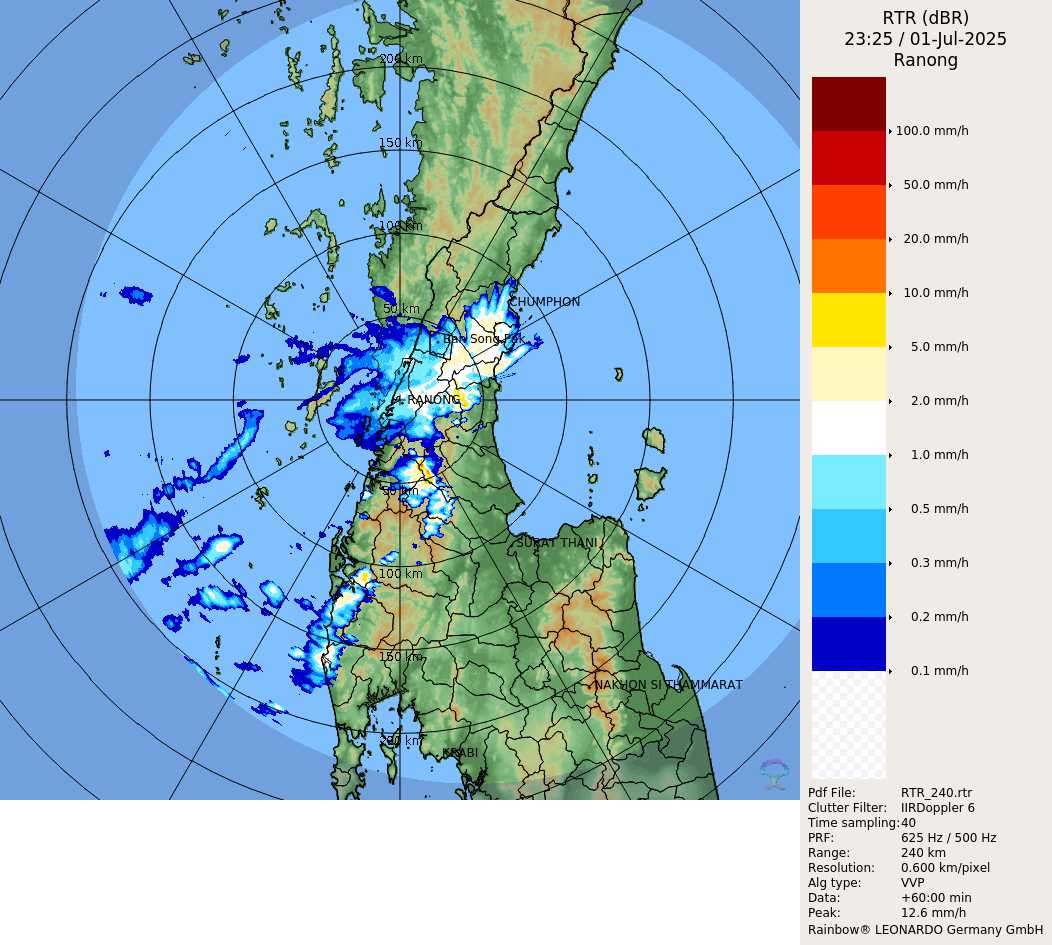 RTR (dBR)
23:25 / 01-Jul-2025
Ranong
200 km
150 km
100 km
50 km
CHUMPHON
Ban Song Pek
RANONG
50 km
SURAT THANI
100 km
150 km
NAKHON SI THAMMARAT
200 km
KRABI
100.0 mm/h
50.0 mm/h
20.0 mm/h
10.0 mm/h
5.0 mm/h
2.0 mm/h
1.0 mm/h
0.5 mm/h
0.3 mm/h
0.2 mm/h
0.1 mm/h
Pdf File: RTR_240.rtr
Clutter Filter: IIRDoppler 6
Time sampling: 40
PRF: 625 Hz / 500 Hz
Range: 240 km
Resolution: 0.600 km/pixel
Alg type: VVP
Data: +60:00 min
Peak: 12.6 mm/h
Rainbow® LEONARDO Germany GmbH